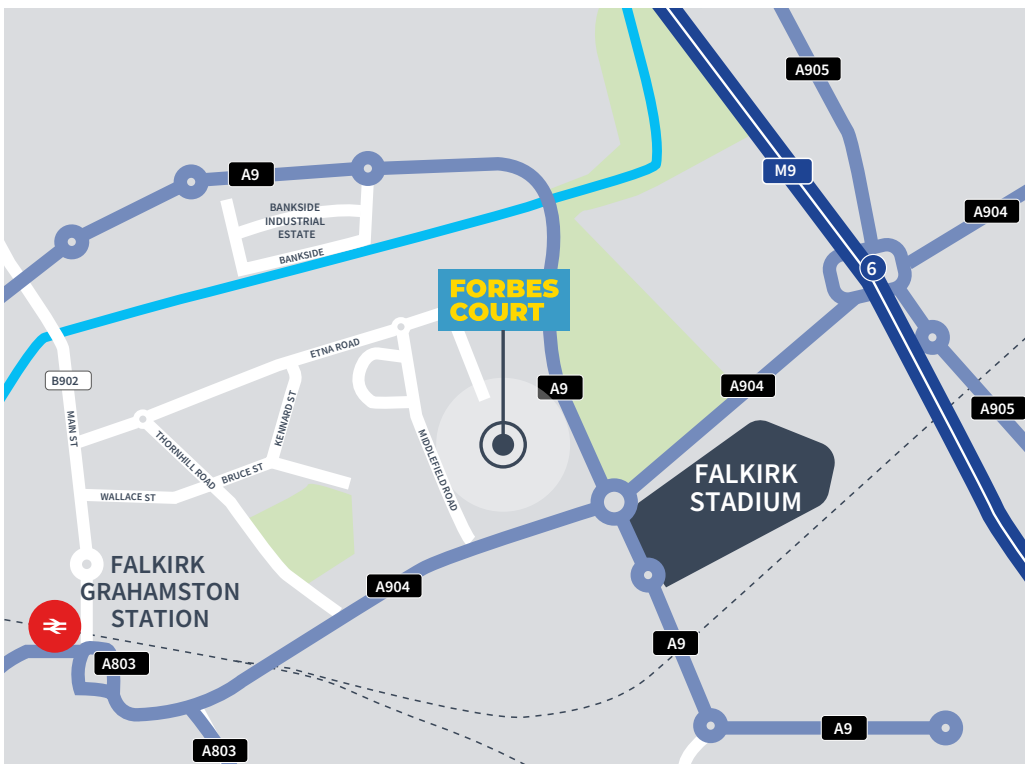 A905
A9
M9
A904
BANKSIDE
INDUSTRIAL
ESTATE
BANKSIDE
6
FORBES
COURT
ETNA ROAD
B902
A9
A904
A905
MAIN ST
KENNARD ST
THORNHILL ROAD
MIDDLEFIELD ROAD
BRUCE ST
WALLACE ST
FALKIRK
STADIUM
FALKIRK
GRAHAMSTON
STATION
A904
A803
A9
A9
A803